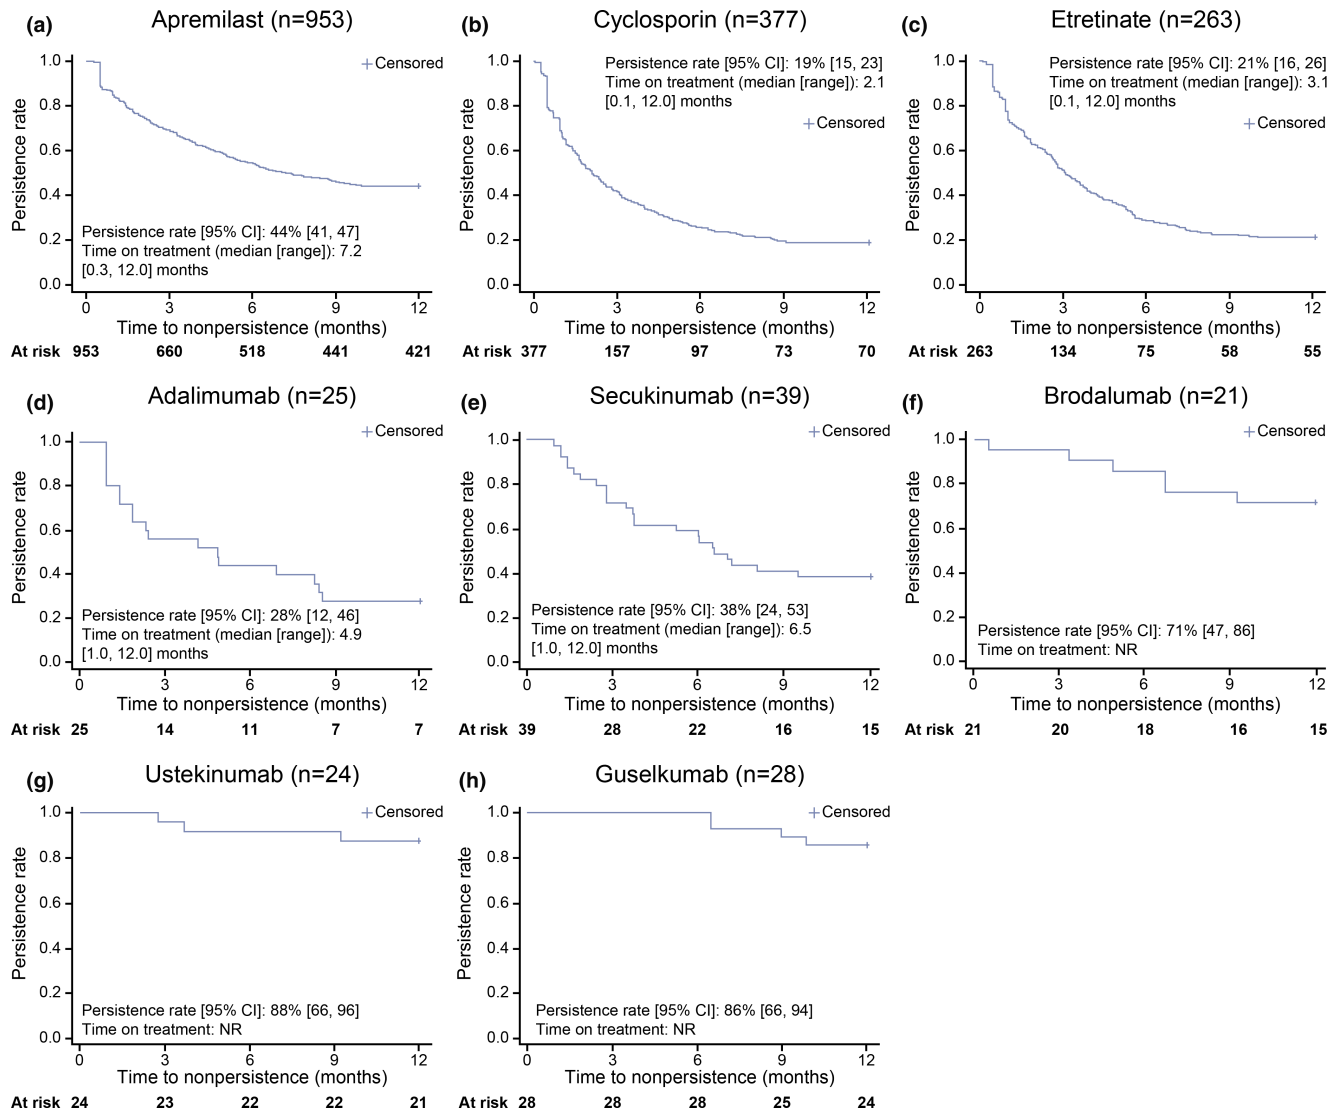 (a)
Apremilast (n=953)
1.0
0.8
0.6
0.4
0.2
0.0
Persistence rate
Censored
Persistence rate [95% CI]: 44% [41, 47]
Time on treatment (median [range]): 7.2
[0.3, 12.0] months
0 3 6 9 12
Time to nonpersistence (months)
At risk 953 660 518 441 421
(b)
Cyclosporin (n=377)
1.0
0.8
0.6
0.4
0.2
0.0
Persistence rate
Persistence rate [95% CI]: 19% [15, 23]
Time on treatment (median [range]): 2.1
[0.1, 12.0] months
Censored
0 3 6 9 12
Time to nonpersistence (months)
At risk 377 157 97 73 70
(c)
Etretinate (n=263)
1.0
0.8
0.6
0.4
0.2
0.0
Persistence rate
Persistence rate [95% CI]: 21% [16, 26]
Time on treatment (median [range]): 3.1
[0.1, 12.0] months
Censored
0 3 6 9 12
Time to nonpersistence (months)
At risk 263 134 75 58 55
(d)
Adalimumab (n=25)
1.0
0.8
0.6
0.4
0.2
0.0
Persistence rate
Censored
Persistence rate [95% CI]: 28% [12, 46]
Time on treatment (median [range]): 4.9
[1.0, 12.0] months
0 3 6 9 12
Time to nonpersistence (months)
At risk 25 14 11 7 7
(e)
Secukinumab (n=39)
1.0
0.8
0.6
0.4
0.2
0.0
Persistence rate
Censored
Persistence rate [95% CI]: 38% [24, 53]
Time on treatment (median [range]): 6.5
[1.0, 12.0] months
0 3 6 9 12
Time to nonpersistence (months)
At risk 39 28 22 16 15
(f)
Brodalumab (n=21)
1.0
0.8
0.6
0.4
0.2
0.0
Persistence rate
Censored
Persistence rate [95% CI]: 71% [47, 86]
Time on treatment: NR
0 3 6 9 12
Time to nonpersistence (months)
At risk 21 20 18 16 15
(g)
Ustekinumab (n=24)
1.0
0.8
0.6
0.4
0.2
0.0
Persistence rate
Censored
Persistence rate [95% CI]: 88% [66, 96]
Time on treatment: NR
0 3 6 9 12
Time to nonpersistence (months)
At risk 24 23 22 22 21
(h)
Guselkumab (n=28)
1.0
0.8
0.6
0.4
0.2
0.0
Persistence rate
Censored
Persistence rate [95% CI]: 86% [66, 94]
Time on treatment: NR
0 3 6 9 12
Time to nonpersistence (months)
At risk 28 28 28 25 24